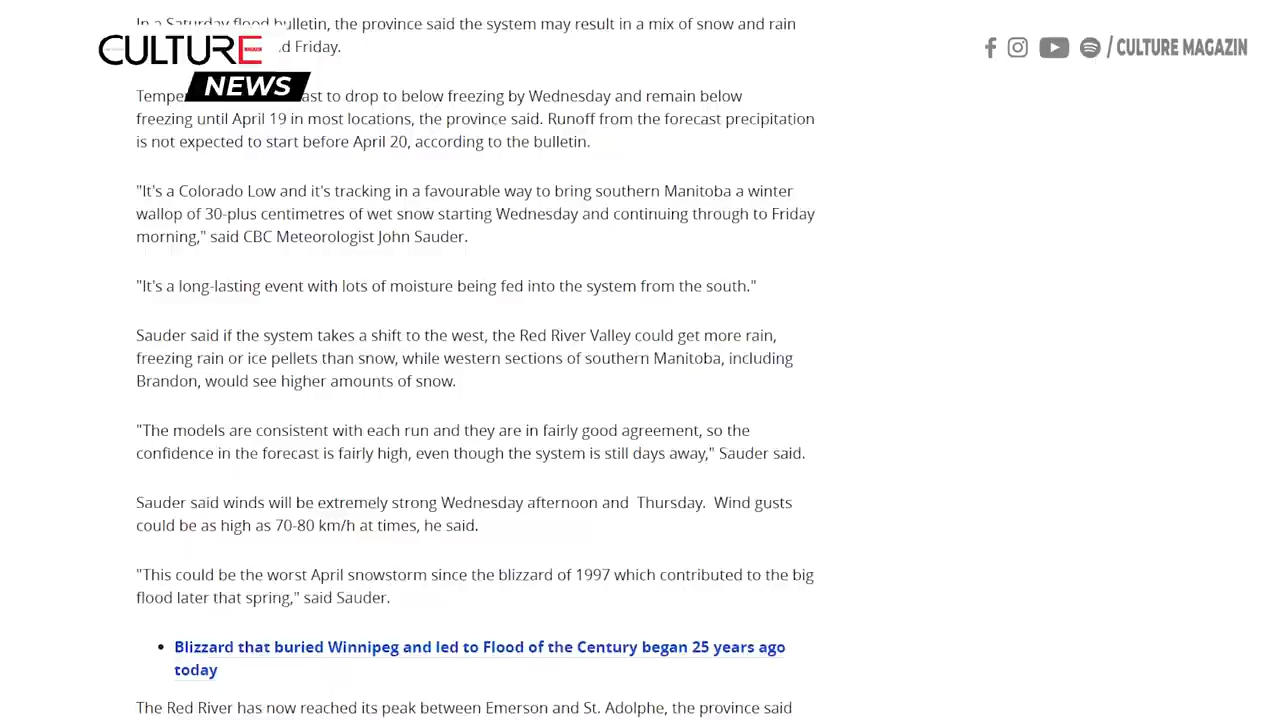 In a Saturday flood bulletin, the province said the system may result in a mix of snow and rain
d Friday.
CULTURE
NEWS
/ CULTURE MAGAZIN
ast to drop to below freezing by Wednesday and remain below
freezing until April 19 in most locations, the province said. Runoff from the forecast precipitation
is not expected to start before April 20, according to the bulletin.
"It's a Colorado Low and it's tracking in a favourable way to bring southern Manitoba a winter
wallop of 30-plus centimetres of wet snow starting Wednesday and continuing through to Friday
morning," said CBC Meteorologist John Sauder.
"It's a long-lasting event with lots of moisture being fed into the system from the south."
Sauder said if the system takes a shift to the west, the Red River Valley could get more rain,
freezing rain or ice pellets than snow, while western sections of southern Manitoba, including
Brandon, would see higher amounts of snow.
"The models are consistent with each run and they are in fairly good agreement, so the
confidence in the forecast is fairly high, even though the system is still days away," Sauder said.
Sauder said winds will be extremely strong Wednesday afternoon and Thursday. Wind gusts
could be as high as 70-80 km/h at times, he said.
"This could be the worst April snowstorm since the blizzard of 1997 which contributed to the big
flood later that spring," said Sauder.
• Blizzard that buried Winnipeg and led to Flood of the Century began 25 years ago
today
The Red River has now reached its peak between Emerson and St. Adolphe, the province said